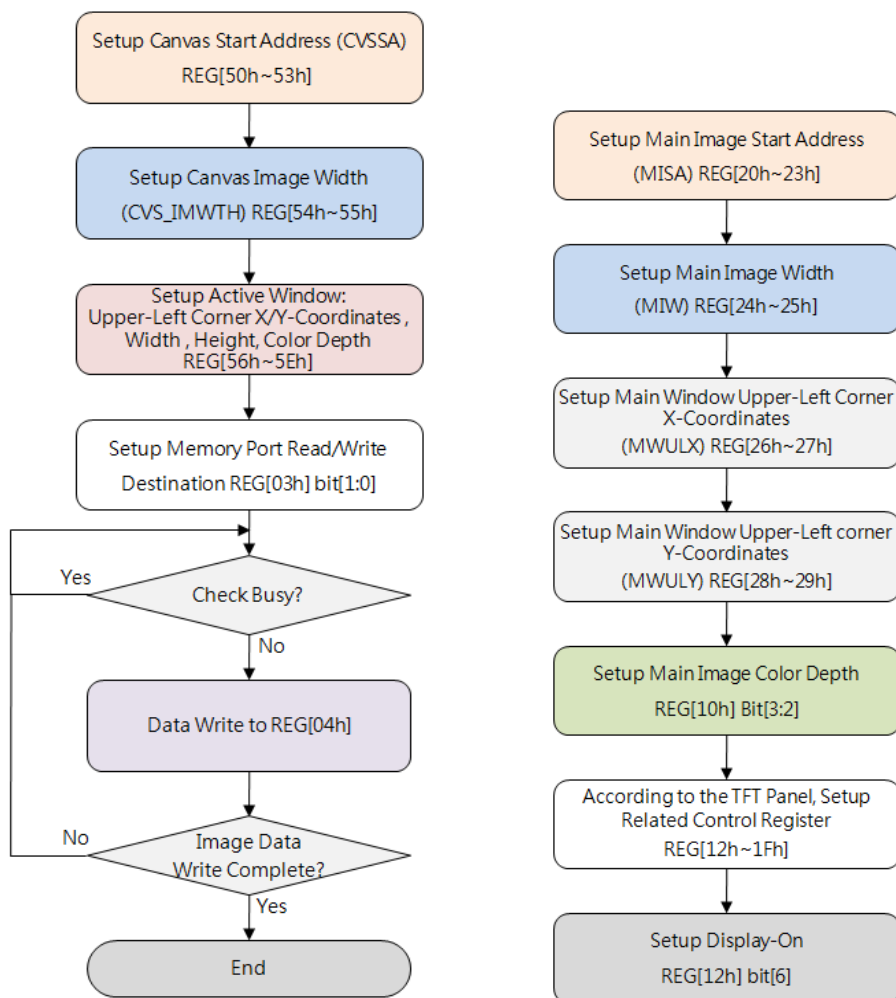 Setup Canvas Start Address (CVSSA)
REG[50h~53h]
Setup Canvas Image Width
(CVS_IMWTH) REG[54h~55h]
Setup Active Window:
Upper-Left Corner X/Y-Coordinates ,
Width , Height, Color Depth
REG[56h~5Eh]
Setup Memory Port Read/Write
Destination REG[03h] bit[1:0]
Yes
Check Busy?
No
Data Write to REG[04h]
No
Image Data
Write Complete?
Yes
End
Setup Main Image Start Address
(MISA) REG[20h~23h]
Setup Main Image Width
(MIW) REG[24h~25h]
Setup Main Window Upper-Left Corner
X-Coordinates
(MWULX) REG[26h~27h]
Setup Main Window Upper-Left corner
Y-Coordinates
(MWULY) REG[28h~29h]
Setup Main Image Color Depth
REG[10h] Bit[3:2]
According to the TFT Panel, Setup
Related Control Register
REG[12h~1Fh]
Setup Display-On
REG[12h] bit[6]